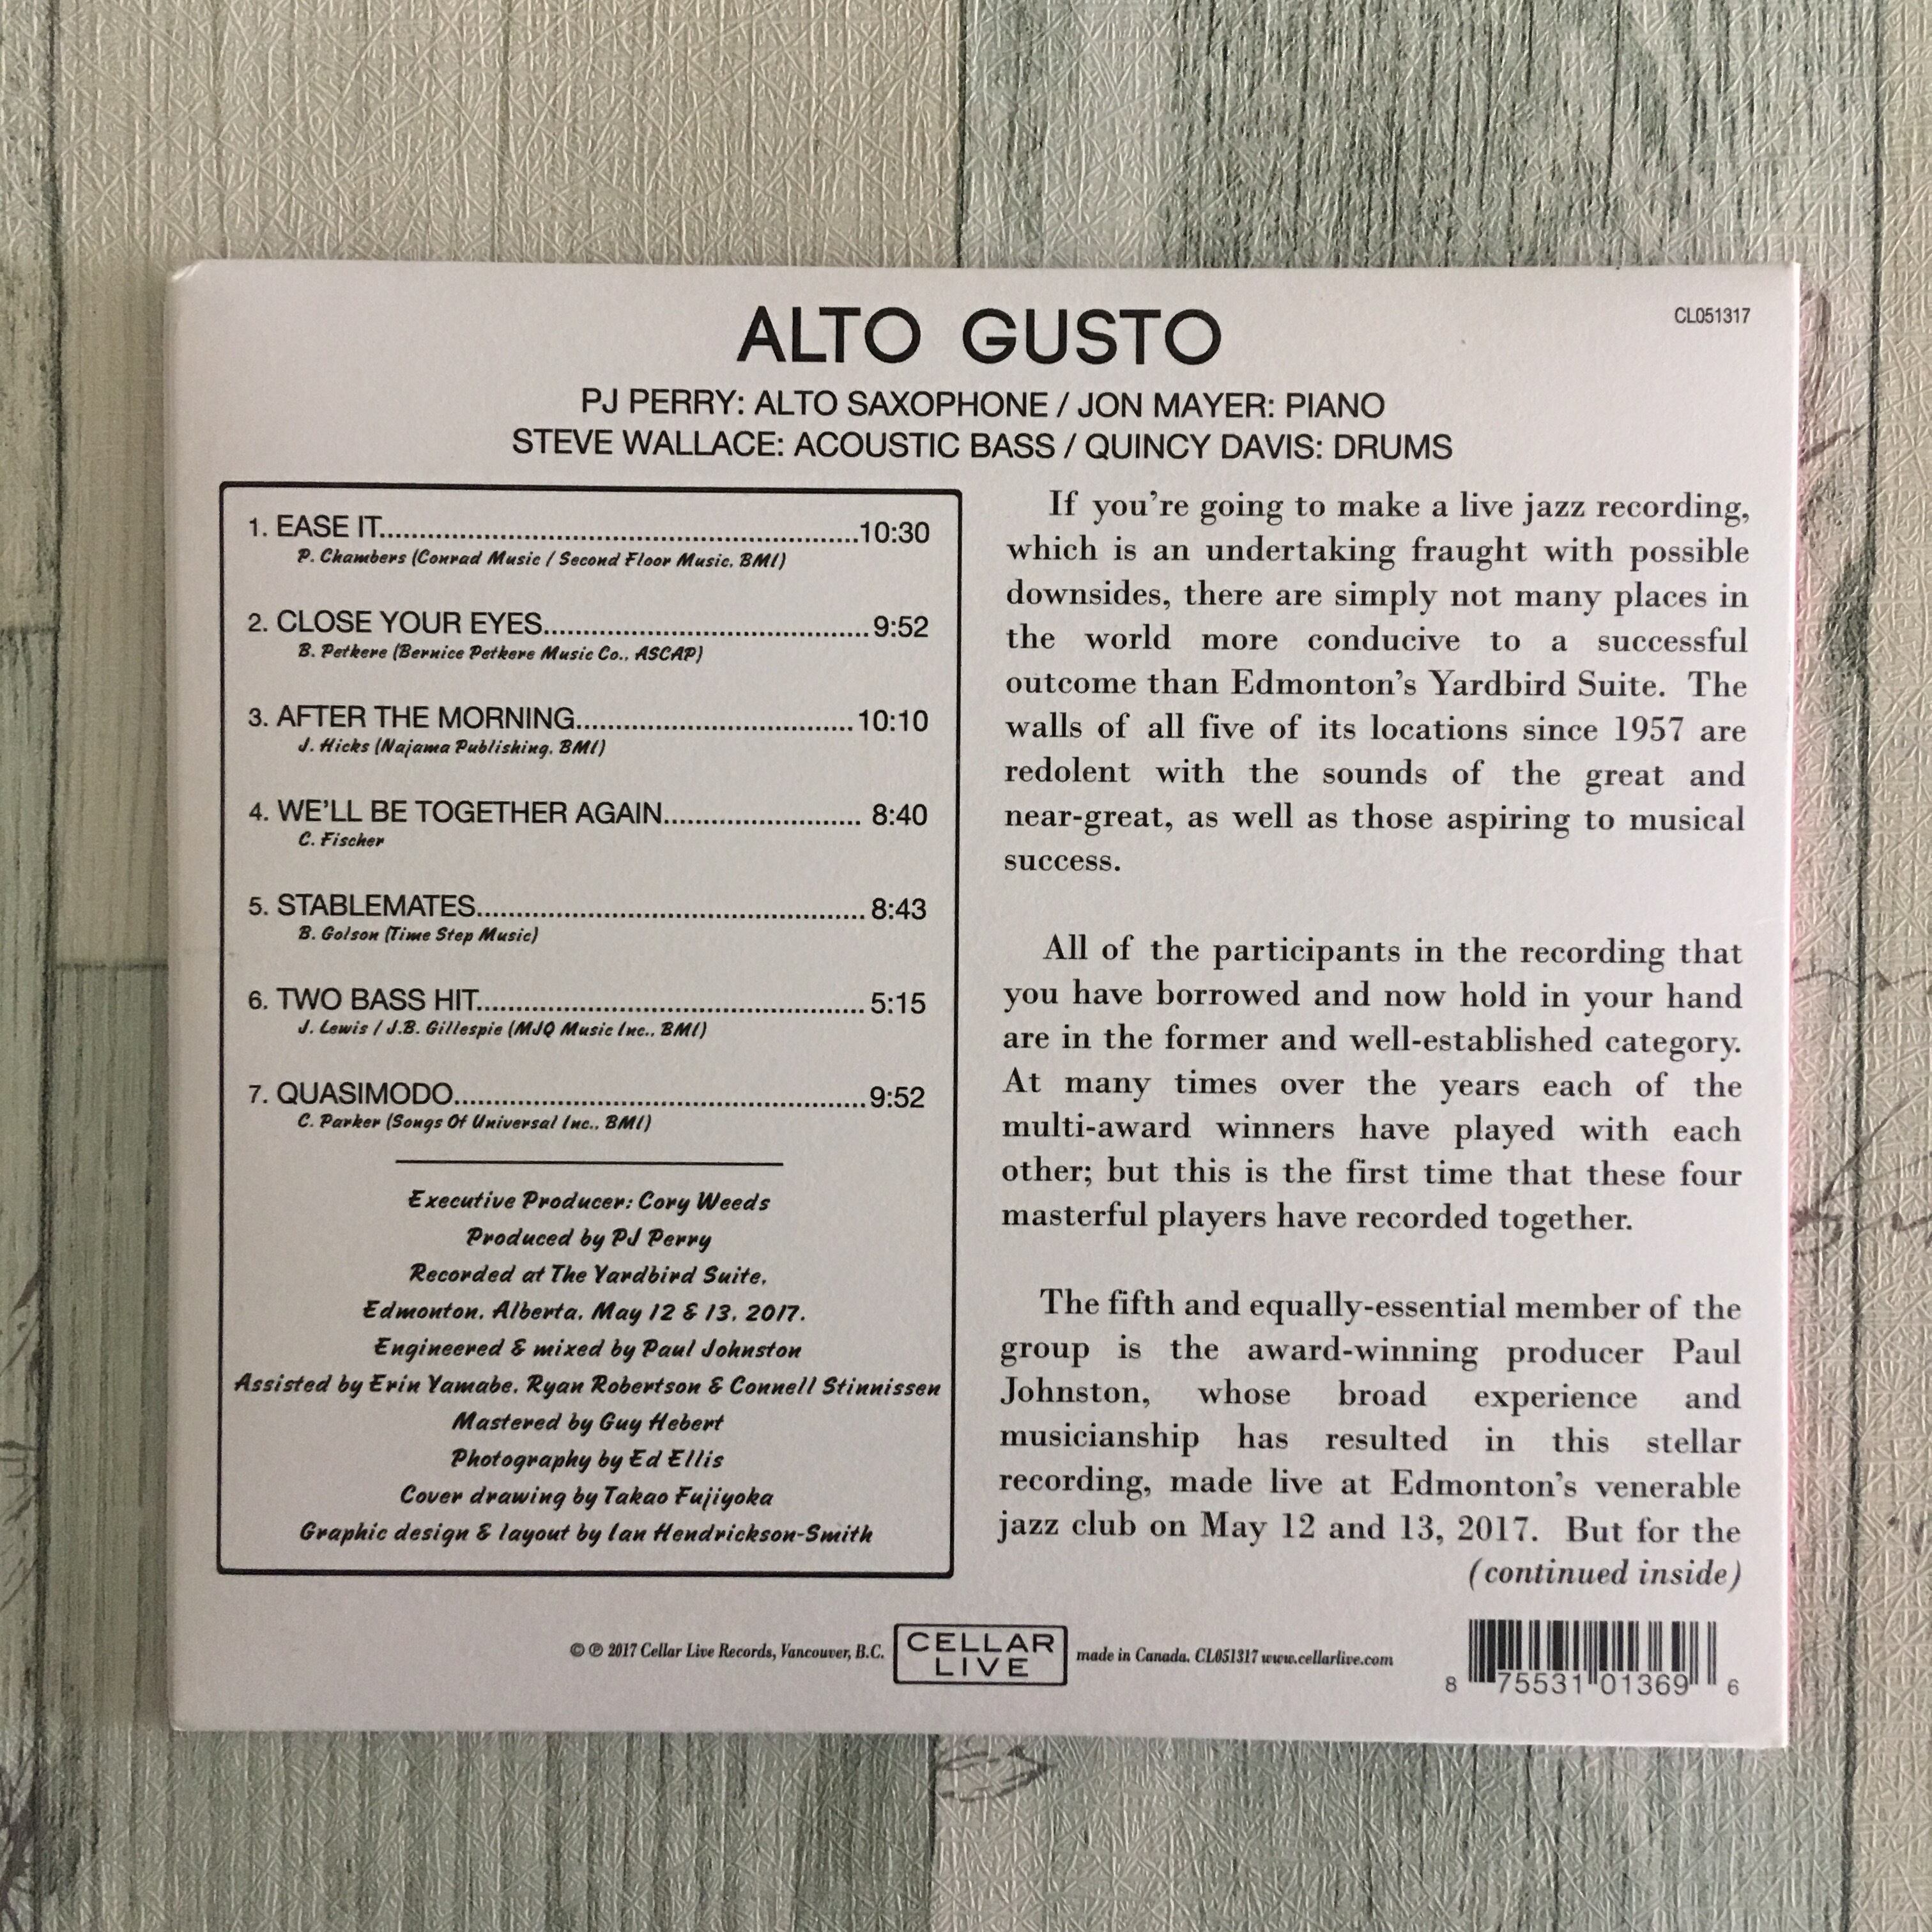 ALTO GUSTO
CL051317
PJ PERRY: ALTO SAXOPHONE / JON MAYER: PIANO
STEVE WALLACE: ACOUSTIC BASS / QUINCY DAVIS: DRUMS
1. EASE IT............................................................10:30
P. Chambers (Conrad Music / Second Floor Music, BMI)
2. CLOSE YOUR EYES.........................................9:52
B. Petkere (Bernice Petkere Music Co., ASCAP)
3. AFTER THE MORNING...................................10:10
J. Hicks (Najama Publishing, BMI)
4. WE'LL BE TOGETHER AGAIN......................... 8:40
C. Fischer
5. STABLEMATES.................................................8:43
B. Golson (Time Step Music)
6. TWO BASS HIT.................................................5:15
J. Lewis / J.B. Gillespie (MJQ Music Inc., BMI)
7. QUASIMODO....................................................9:52
C. Parker (Songs Of Universal Inc., BMI)
Executive Producer: Cory Weeds
Produced by PJ Perry
Recorded at The Yardbird Suite,
Edmonton, Alberta, May 12 & 13, 2017.
Engineered & mixed by Paul Johnston
Assisted by Erin Yamabe, Ryan Robertson & Connell Stinnissen
Mastered by Guy Hebert
Photography by Ed Ellis
Cover drawing by Takao Fujiyoka
Graphic design & layout by Ian Hendrickson-Smith
If you're going to make a live jazz recording,
which is an undertaking fraught with possible
downsides, there are simply not many places in
the world more conducive to a successful
outcome than Edmonton's Yardbird Suite. The
walls of all five of its locations since 1957 are
redolent with the sounds of the great and
near-great, as well as those aspiring to musical
success.
All of the participants in the recording that
you have borrowed and now hold in your hand
are in the former and well-established category.
At many times over the years each of the
multi-award winners have played with each
other; but this is the first time that these four
masterful players have recorded together.
The fifth and equally-essential member of the
group is the award-winning producer Paul
Johnston, whose broad experience and
musicianship has resulted in this stellar
recording, made live at Edmonton's venerable
jazz club on May 12 and 13, 2017. But for the
(continued inside)
© ℗ 2017 Cellar Live Records, Vancouver, B.C.
CELLAR
LIVE
made in Canada. CL051317 www.cellarlive.com
8 75531 01369 6